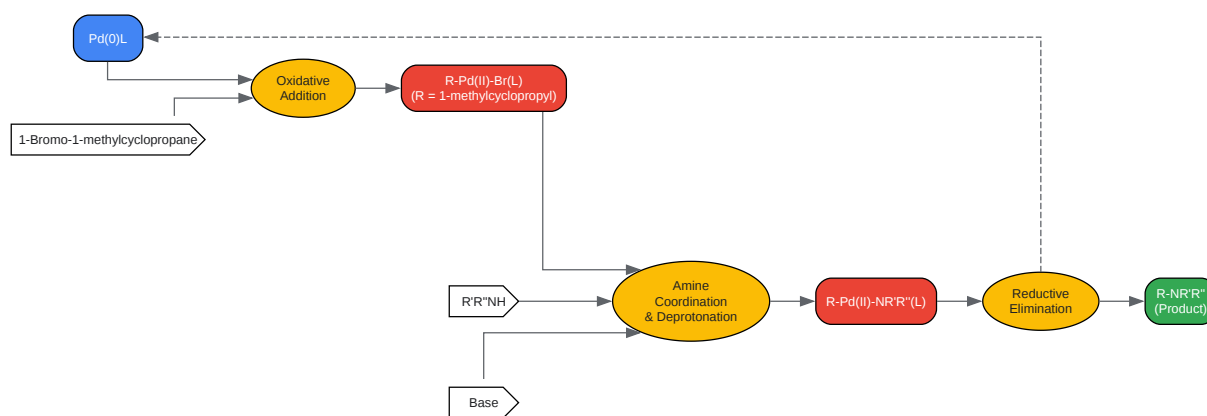 Pd(0)L
Oxidative
Addition
R-Pd(II)-Br(L)
(R = 1-methylcyclopropyl)
1-Bromo-1-methylcyclopropane
R'R"NH
Amine
Coordination
& Deprotonation
R-Pd(II)-NR'R"(L)
Reductive
Elimination
R-NR'R"
(Product)
Base